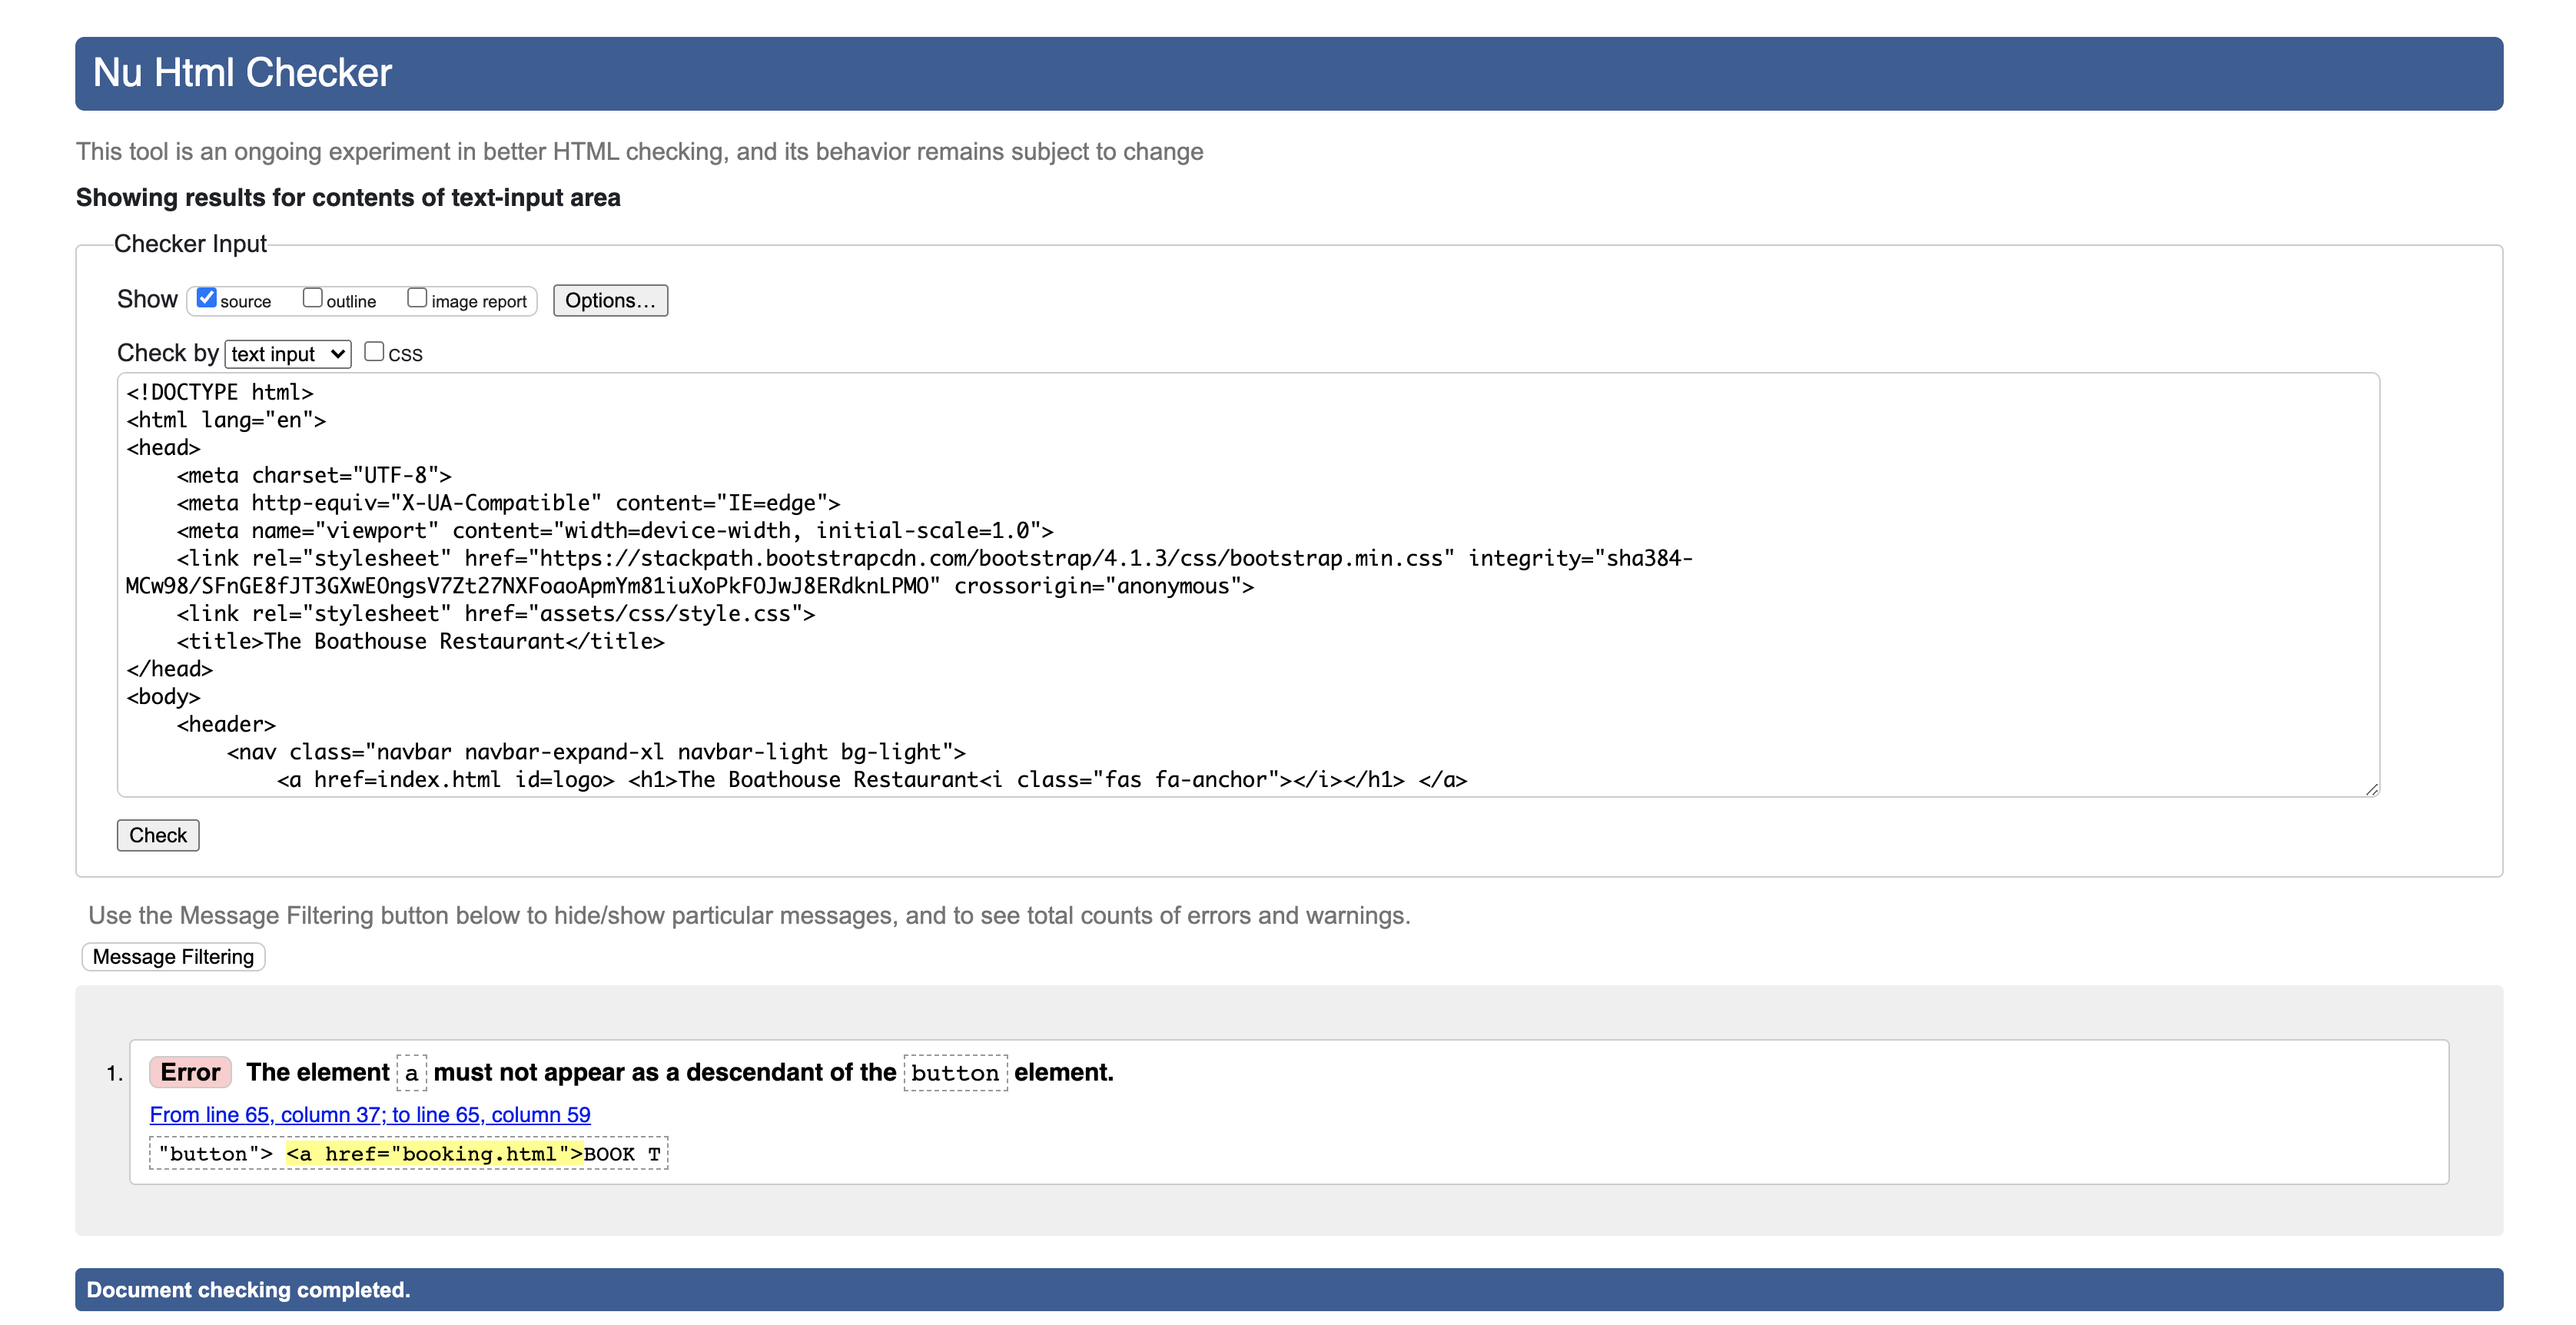 Nu Html Checker
This tool is an ongoing experiment in better HTML checking, and its behavior remains subject to change
Showing results for contents of text-input area
Checker Input
Show source outline image report Options...
Check by text input CSS
<!DOCTYPE html>
<html lang="en">
<head>
    <meta charset="UTF-8">
    <meta http-equiv="X-UA-Compatible" content="IE=edge">
    <meta name="viewport" content="width=device-width, initial-scale=1.0">
    <link rel="stylesheet" href="https://stackpath.bootstrapcdn.com/bootstrap/4.1.3/css/bootstrap.min.css" integrity="sha384-
MCw98/SFnGE8fJT3GXwEOngsV7Zt27NXFoaoApmYm81iuXoPkFOJwJ8ERdknLPMO" crossorigin="anonymous">
    <link rel="stylesheet" href="assets/css/style.css">
    <title>The Boathouse Restaurant</title>
</head>
<body>
    <header>
        <nav class="navbar navbar-expand-xl navbar-light bg-light">
            <a href=index.html id=logo> <h1>The Boathouse Restaurant<i class="fas fa-anchor"></i></h1> </a>
Check
Use the Message Filtering button below to hide/show particular messages, and to see total counts of errors and warnings.
Message Filtering
1. Error The element a must not appear as a descendant of the button element.
From line 65, column 37; to line 65, column 59
"button"> <a href="booking.html">BOOK T
Document checking completed.